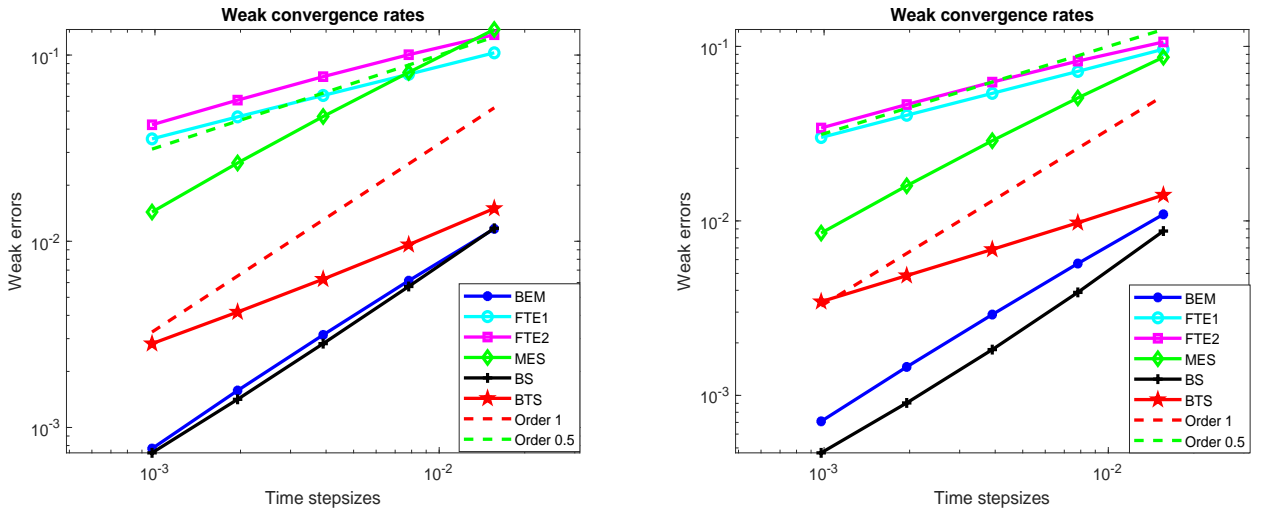 Weak convergence rates
Weak errors
10^-1
10^-2
10^-3
10^-3
10^-2
Time stepsizes
BEM
FTE1
FTE2
MES
BS
BTS
Order 1
Order 0.5
Weak convergence rates
Weak errors
10^-1
10^-2
10^-3
10^-3
10^-2
Time stepsizes
BEM
FTE1
FTE2
MES
BS
BTS
Order 1
Order 0.5